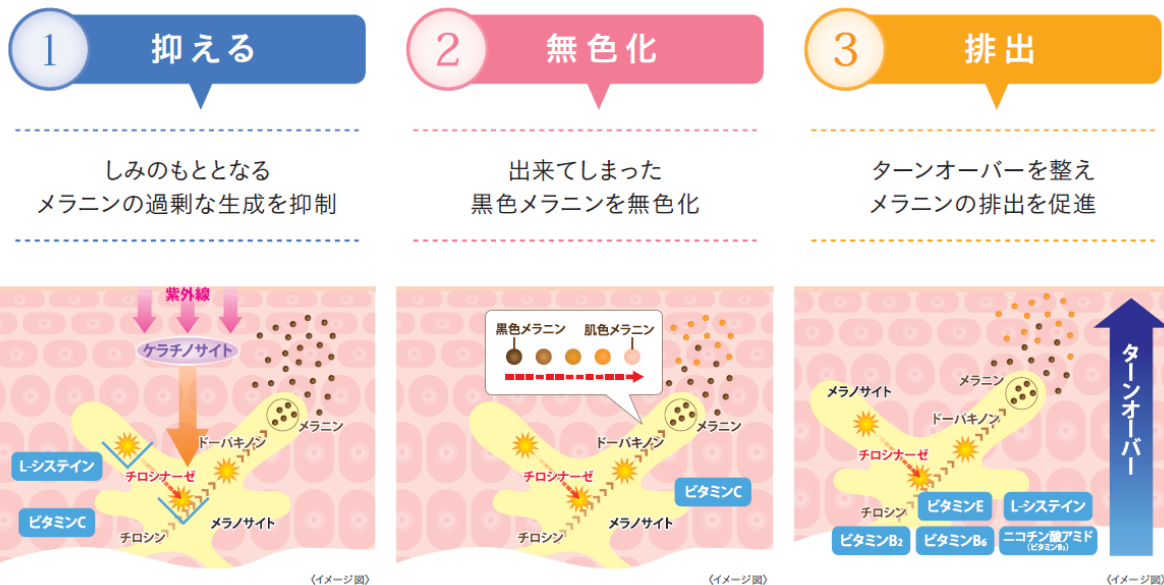 1 抑える
しみのもととなる
メラニンの過剰な生成を抑制
紫外線
ケラチノサイト
メラニン
ドーパキノン
L-システイン
チロシナーゼ
ビタミンC
メラノサイト
チロシン
〈イメージ図〉
2 無色化
出来てしまった
黒色メラニンを無色化
黒色メラニン 肌色メラニン
メラニン
ドーパキノン
チロシナーゼ
ビタミンC
メラノサイト
チロシン
〈イメージ図〉
3 排出
ターンオーバーを整え
メラニンの排出を促進
ターンオーバー
メラニン
メラノサイト
ドーパキノン
チロシナーゼ
チロシン
ビタミンE
L-システイン
ビタミンB2
ビタミンB6
ニコチン酸アミド
(ビタミンB3)
〈イメージ図〉